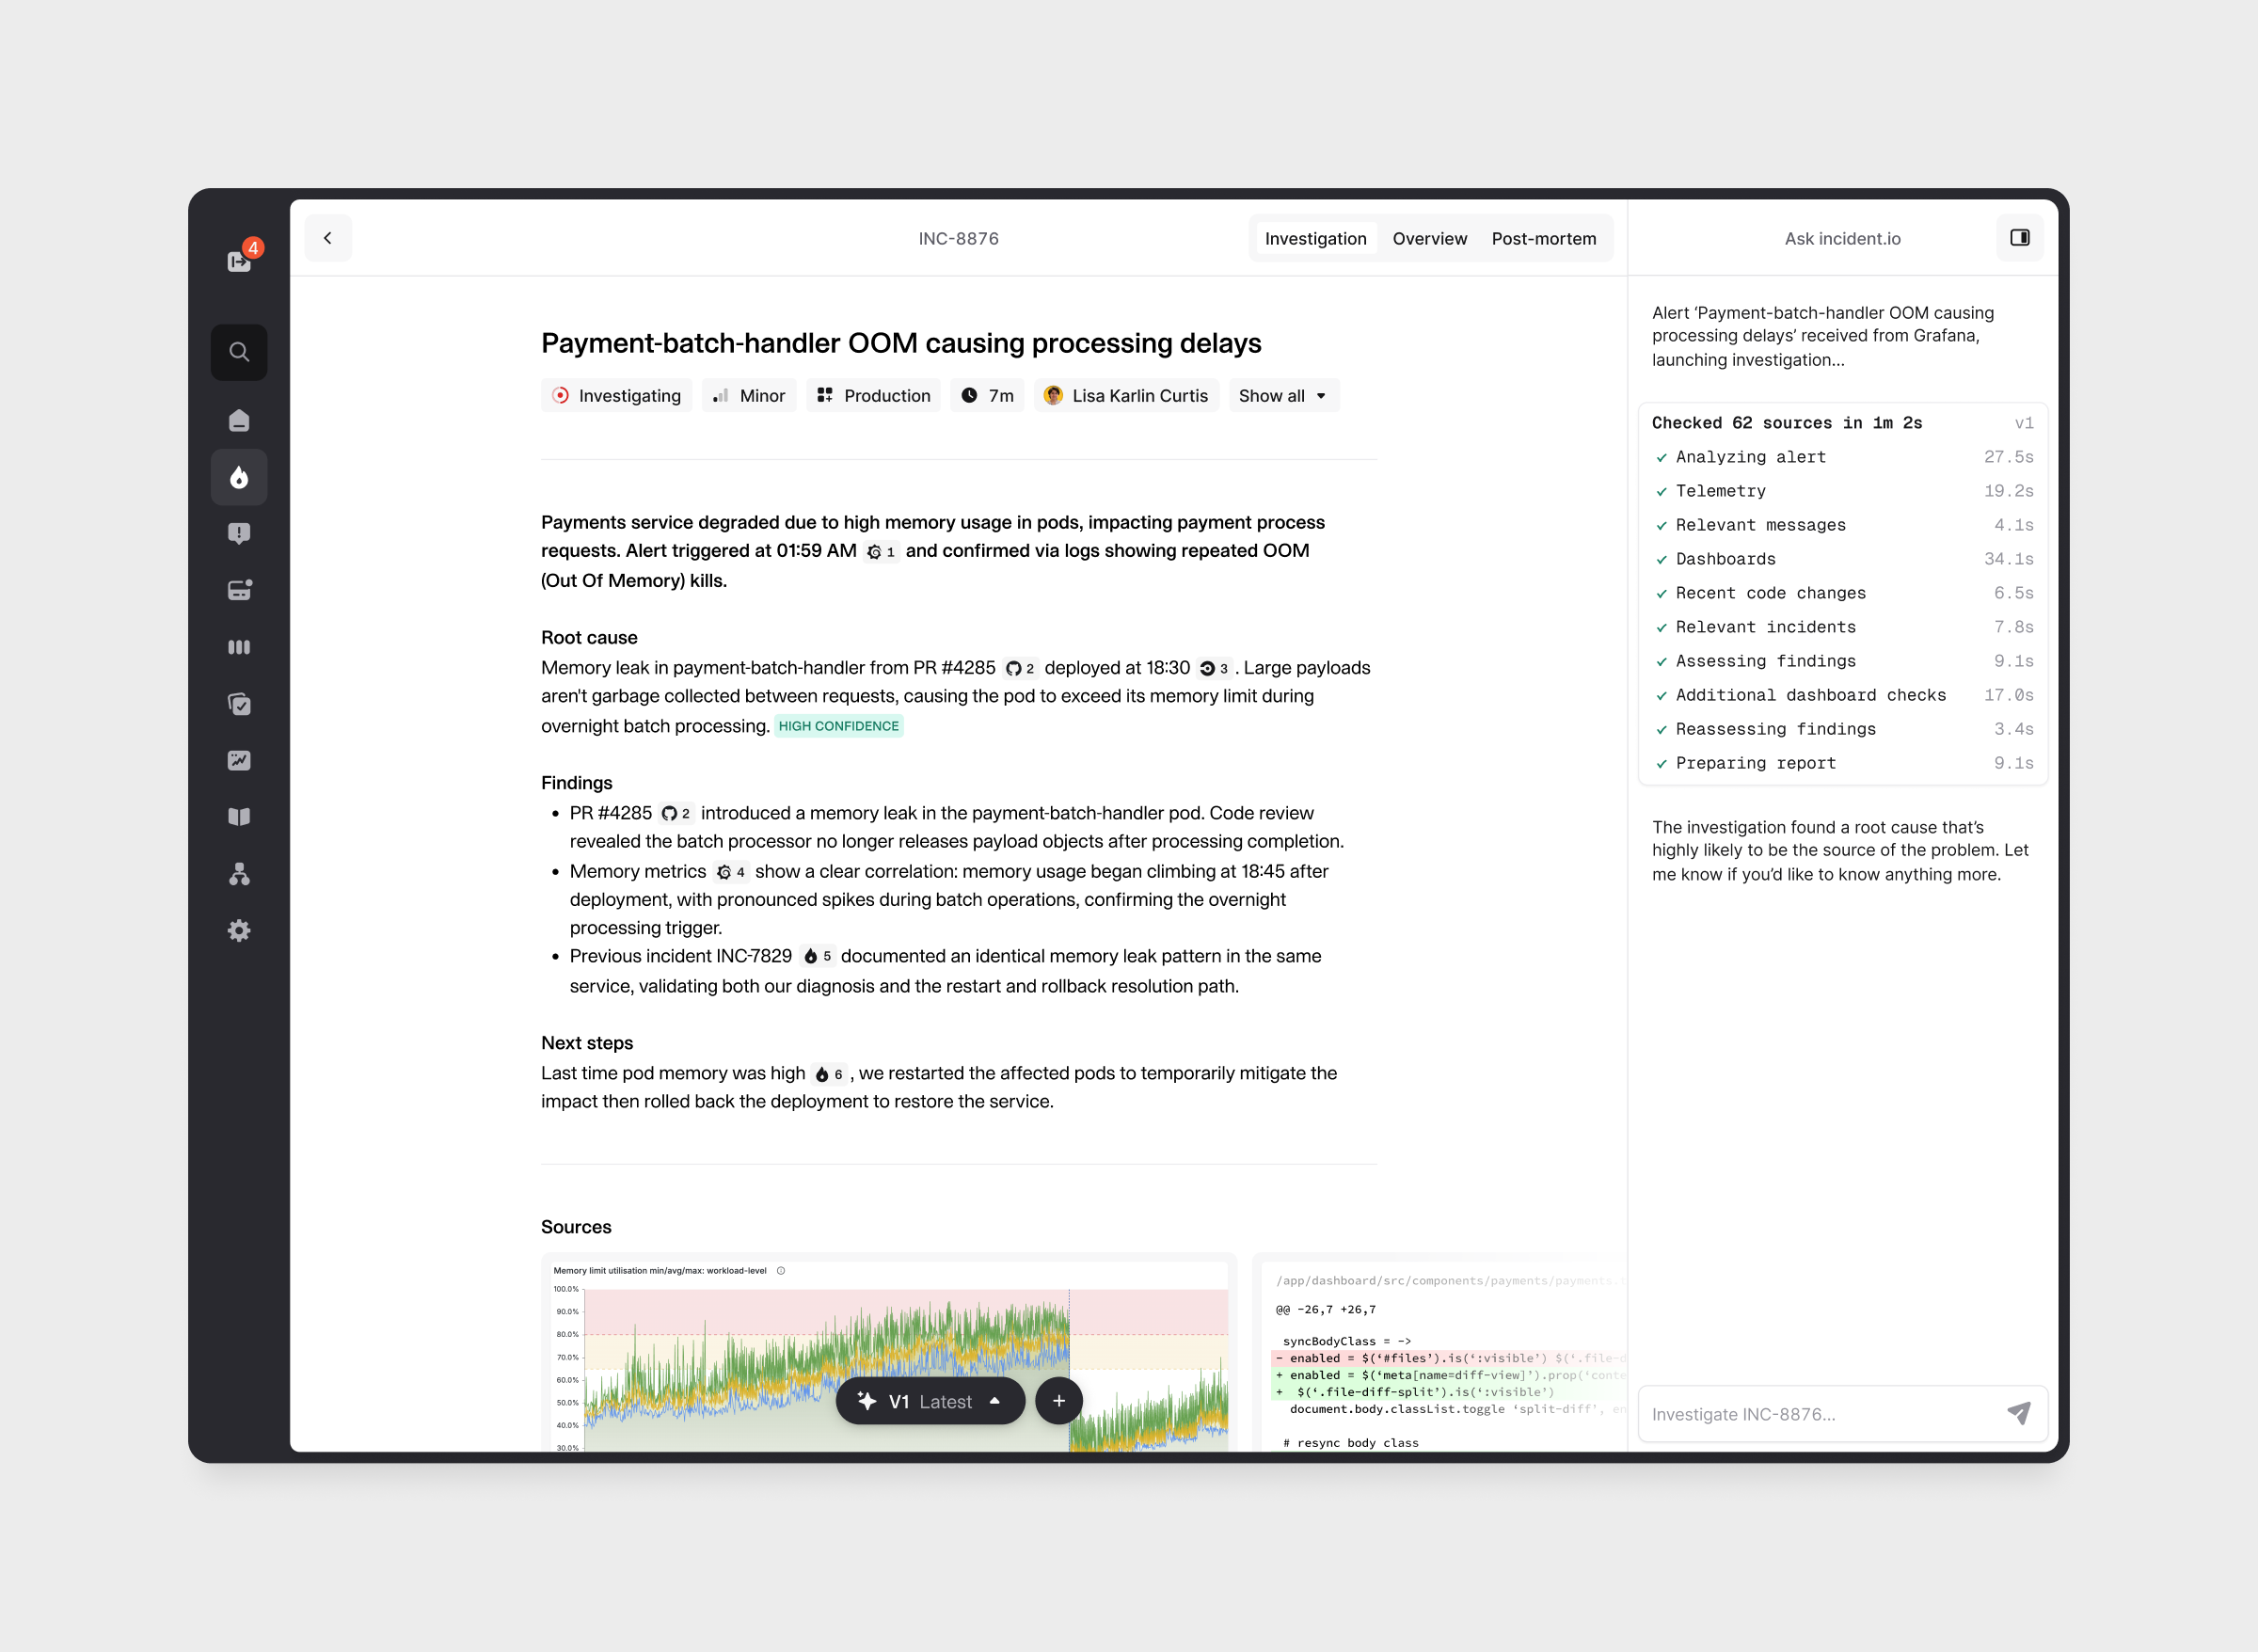 4
INC-8876
Investigation
Overview
Post-mortem
Ask incident.io
Payment-batch-handler OOM causing processing delays
Investigating
Minor
Production
7m
Lisa Karlin Curtis
Show all
Payments service degraded due to high memory usage in pods, impacting payment process
requests. Alert triggered at 01:59 AM 1 and confirmed via logs showing repeated OOM
(Out Of Memory) kills.
Root cause
Memory leak in payment-batch-handler from PR #4285 2 deployed at 18:30 3 . Large payloads
aren't garbage collected between requests, causing the pod to exceed its memory limit during
overnight batch processing. HIGH CONFIDENCE
Findings
• PR #4285 2 introduced a memory leak in the payment-batch-handler pod. Code review
revealed the batch processor no longer releases payload objects after processing completion.
• Memory metrics 4 show a clear correlation: memory usage began climbing at 18:45 after
deployment, with pronounced spikes during batch operations, confirming the overnight
processing trigger.
• Previous incident INC-7829 5 documented an identical memory leak pattern in the same
service, validating both our diagnosis and the restart and rollback resolution path.
Next steps
Last time pod memory was high 6 , we restarted the affected pods to temporarily mitigate the
impact then rolled back the deployment to restore the service.
Sources
Memory limit utilisation min/avg/max: workload-level
100.0%
90.0%
80.0%
70.0%
60.0%
50.0%
40.0%
30.0%
V1 Latest
+
/app/dashboard/src/components/payments/payments.
@@ -26,7 +26,7
syncBodyClass = ->
- enabled = $(‘#files’).is(‘:visible’) $(‘.file-d
+ enabled = $(‘meta[name=diff-view]’).prop(‘conte
+ $(‘.file-diff-split’).is(‘:visible’)
document.body.classList.toggle ‘split-diff’, en
# resync body class
Alert ‘Payment-batch-handler OOM causing
processing delays’ received from Grafana,
launching investigation...
Checked 62 sources in 1m 2s v1
Analyzing alert 27.5s
Telemetry 19.2s
Relevant messages 4.1s
Dashboards 34.1s
Recent code changes 6.5s
Relevant incidents 7.8s
Assessing findings 9.1s
Additional dashboard checks 17.0s
Reassessing findings 3.4s
Preparing report 9.1s
The investigation found a root cause that’s
highly likely to be the source of the problem. Let
me know if you’d like to know anything more.
Investigate INC-8876...